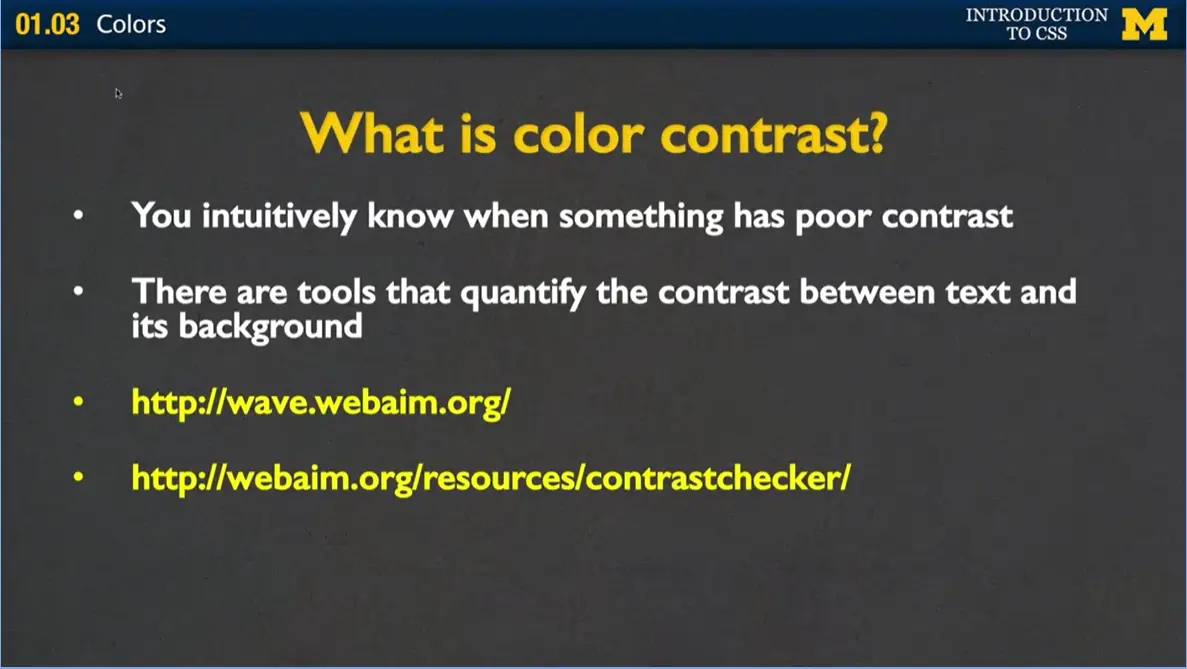 01.03 Colors
INTRODUCTION
TO CSS
M
What is color contrast?
• You intuitively know when something has poor contrast
• There are tools that quantify the contrast between text and
its background
• http://wave.webaim.org/
• http://webaim.org/resources/contrastchecker/